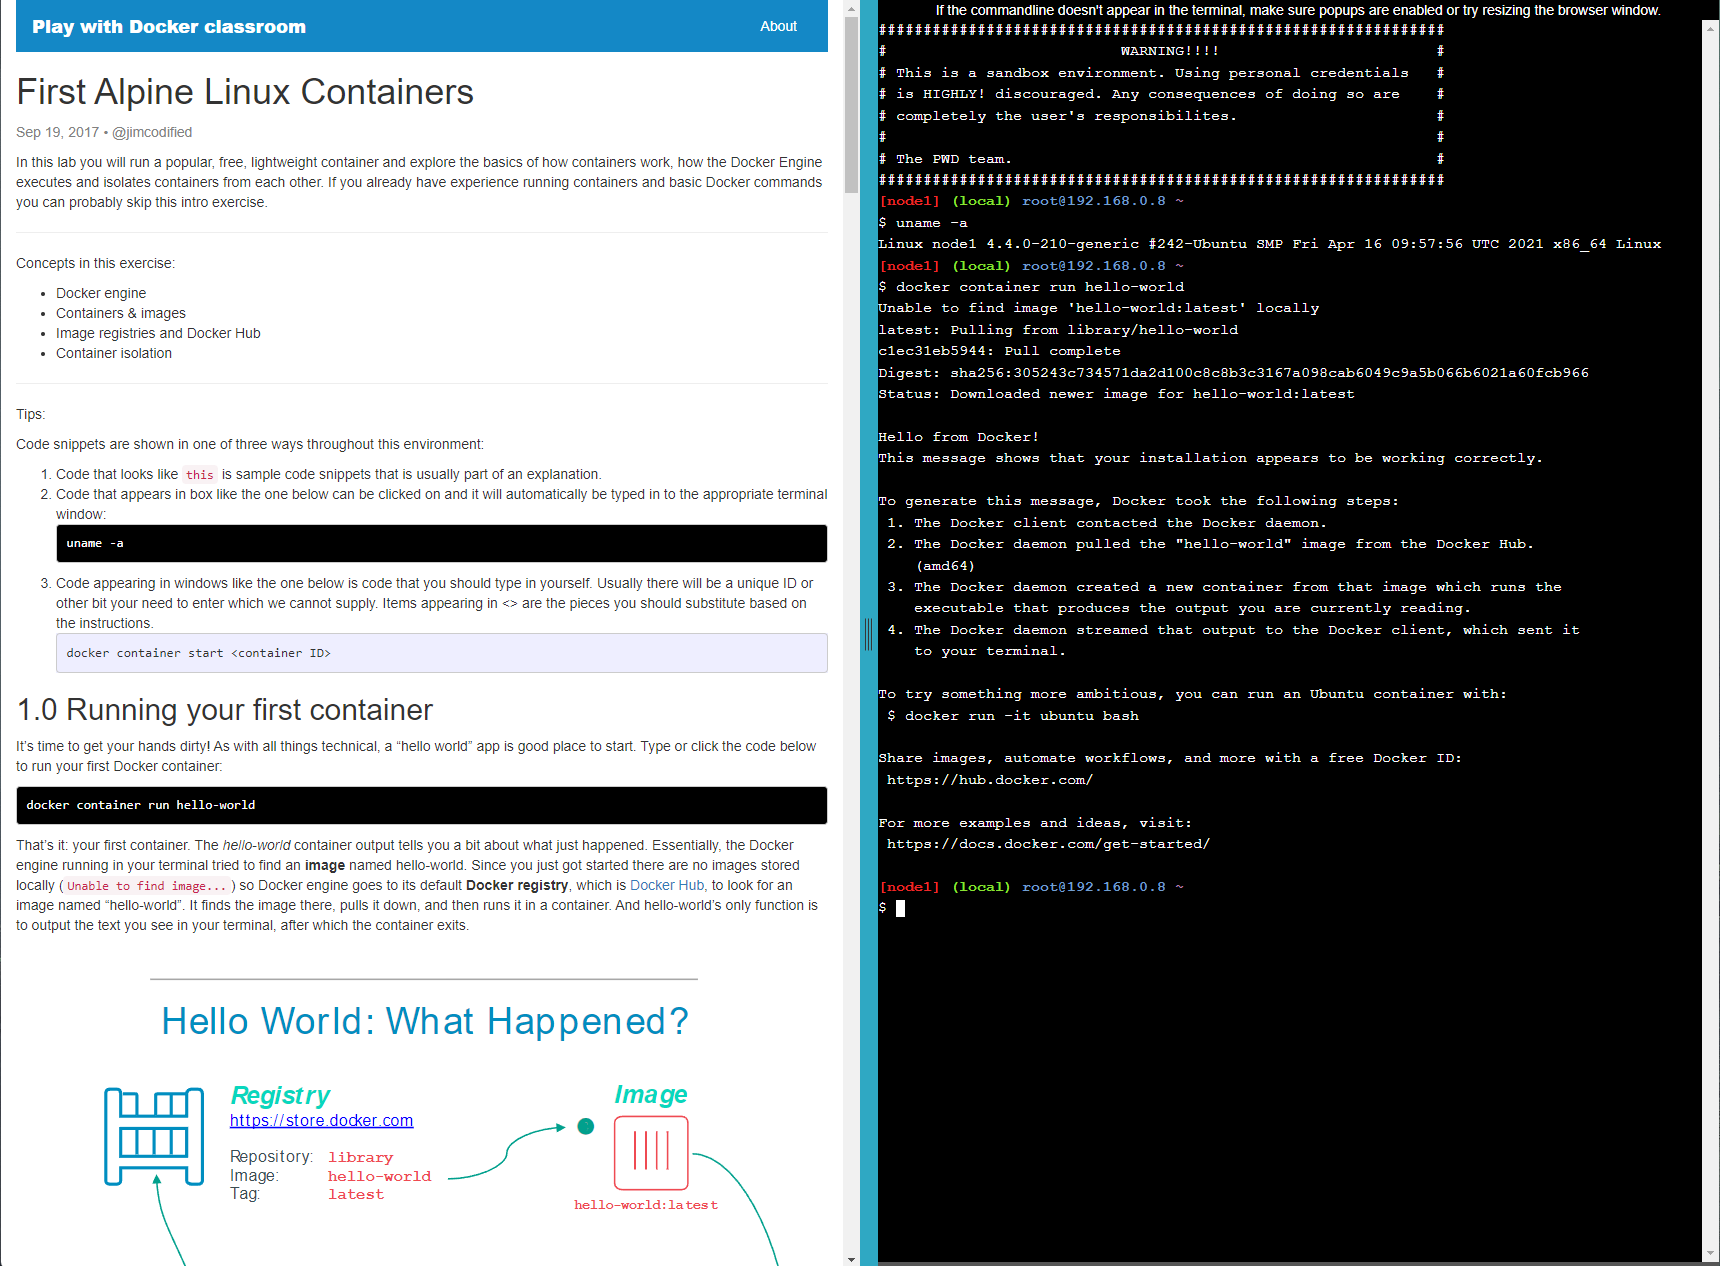 Play with Docker classroom
About
First Alpine Linux Containers
Sep 19, 2017 • @jimcodified
In this lab you will run a popular, free, lightweight container and explore the basics of how containers work, how the Docker Engine
executes and isolates containers from each other. If you already have experience running containers and basic Docker commands
you can probably skip this intro exercise.
Concepts in this exercise:
• Docker engine
• Containers & images
• Image registries and Docker Hub
• Container isolation
Tips:
Code snippets are shown in one of three ways throughout this environment:
1. Code that looks like this is sample code snippets that is usually part of an explanation.
2. Code that appears in box like the one below can be clicked on and it will automatically be typed in to the appropriate terminal
window:
uname -a
3. Code appearing in windows like the one below is code that you should type in yourself. Usually there will be a unique ID or
other bit your need to enter which we cannot supply. Items appearing in <> are the pieces you should substitute based on
the instructions.
docker container start <container ID>
1.0 Running your first container
It's time to get your hands dirty! As with all things technical, a “hello world” app is good place to start. Type or click the code below
to run your first Docker container:
docker container run hello-world
That's it: your first container. The hello-world container output tells you a bit about what just happened. Essentially, the Docker
engine running in your terminal tried to find an image named hello-world. Since you just got started there are no images stored
locally ( Unable to find image... ) so Docker engine goes to its default Docker registry, which is Docker Hub, to look for an
image named “hello-world”. It finds the image there, pulls it down, and then runs it in a container. And hello-world's only function is
to output the text you see in your terminal, after which the container exits.
Hello World: What Happened?
Registry
https://store.docker.com
Repository: library
Image: hello-world
Tag: latest
Image
hello-world:latest
If the commandline doesn't appear in the terminal, make sure popups are enabled or try resizing the browser window.
###############################################################
# WARNING!!!! #
# This is a sandbox environment. Using personal credentials #
# is HIGHLY! discouraged. Any consequences of doing so are #
# completely the user's responsibilites. #
# #
# The PWD team. #
###############################################################
[node1] (local) root@192.168.0.8 ~
$ uname -a
Linux node1 4.4.0-210-generic #242-Ubuntu SMP Fri Apr 16 09:57:56 UTC 2021 x86_64 Linux
[node1] (local) root@192.168.0.8 ~
$ docker container run hello-world
Unable to find image 'hello-world:latest' locally
latest: Pulling from library/hello-world
c1ec31eb5944: Pull complete
Digest: sha256:305243c734571da2d100c8c8b3c3167a098cab6049c9a5b066b6021a60fcb966
Status: Downloaded newer image for hello-world:latest
Hello from Docker!
This message shows that your installation appears to be working correctly.
To generate this message, Docker took the following steps:
1. The Docker client contacted the Docker daemon.
2. The Docker daemon pulled the "hello-world" image from the Docker Hub.
(amd64)
3. The Docker daemon created a new container from that image which runs the
executable that produces the output you are currently reading.
4. The Docker daemon streamed that output to the Docker client, which sent it
to your terminal.
To try something more ambitious, you can run an Ubuntu container with:
$ docker run -it ubuntu bash
Share images, automate workflows, and more with a free Docker ID:
https://hub.docker.com/
For more examples and ideas, visit:
https://docs.docker.com/get-started/
[node1] (local) root@192.168.0.8 ~
$